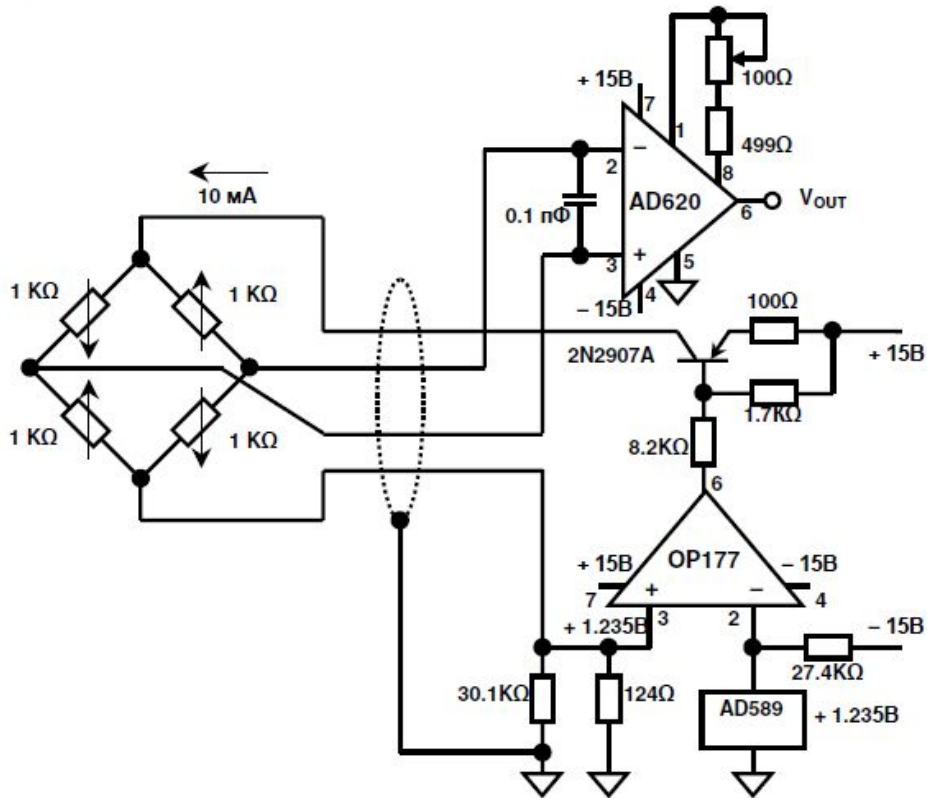 100Ω
+ 15В
7
1
499Ω
8
2
−
10 мА
0.1 пФ
AD620
6
V_OUT
3
+
5
1 KΩ
1 KΩ
− 15В
4
100Ω
2N2907A
+ 15В
1.7KΩ
1 KΩ
1 KΩ
8.2KΩ
6
OP177
+ 15В
− 15В
7
+
−
4
3
2
+ 1.235В
− 15В
27.4KΩ
30.1KΩ
124Ω
AD589
+ 1.235В